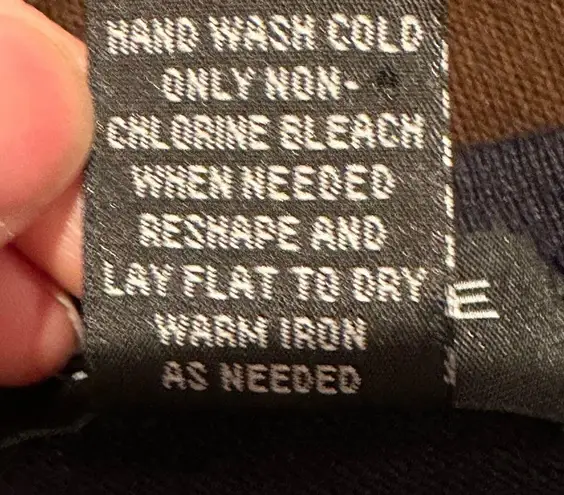 HAND WASH COLD
ONLY NON-
CHLORINE BLEACH
WHEN NEEDED
RESHAPE AND
LAY FLAT TO DRY
WARM IRON
AS NEEDED
E